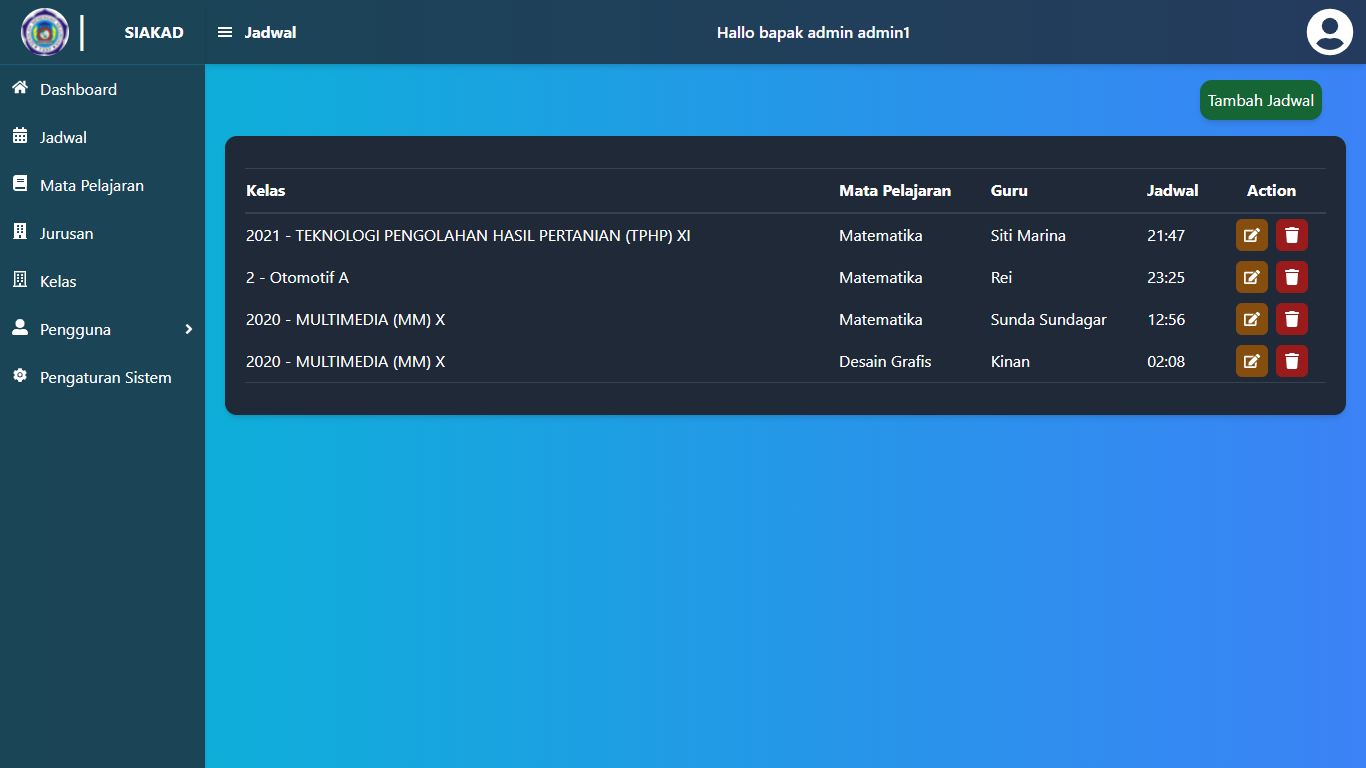 SIAKAD
Jadwal
Hallo bapak admin admin1
Dashboard
Jadwal
Mata Pelajaran
Jurusan
Kelas
Pengguna
Pengaturan Sistem
Tambah Jadwal
Kelas Mata Pelajaran Guru Jadwal Action
2021 - TEKNOLOGI PENGOLAHAN HASIL PERTANIAN (TPHP) XI Matematika Siti Marina 21:47
2 - Otomotif A Matematika Rei 23:25
2020 - MULTIMEDIA (MM) X Matematika Sunda Sundagar 12:56
2020 - MULTIMEDIA (MM) X Desain Grafis Kinan 02:08